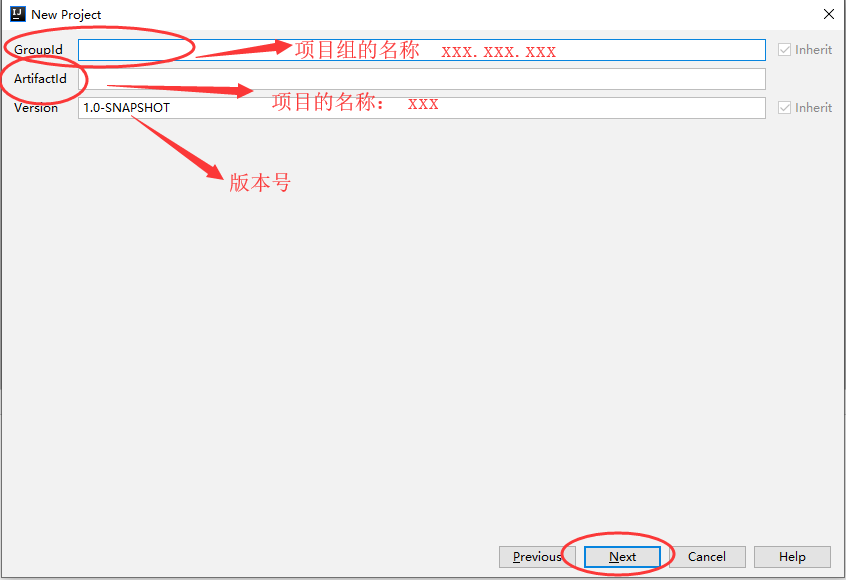 IJ New Project
GroupId 项目组的名称 xxx.xxx.xxx Inherit
ArtifactId
项目的名称: xxx
Version 1.0-SNAPSHOT Inherit
版本号
Previous Next Cancel Help